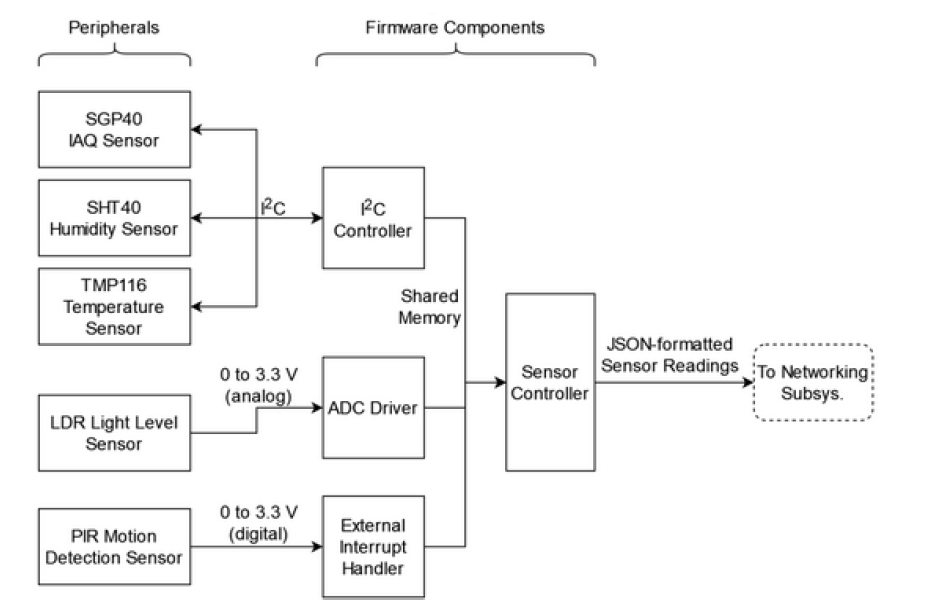 Peripherals
Firmware Components
SGP40
IAQ Sensor
SHT40
Humidity Sensor
I²C
I²C
Controller
TMP116
Temperature
Sensor
Shared
Memory
JSON-formatted
Sensor Readings
Sensor
Controller
To Networking
Subsys.
0 to 3.3 V
(analog)
ADC Driver
LDR Light Level
Sensor
0 to 3.3 V
(digital)
External
Interrupt
Handler
PIR Motion
Detection Sensor